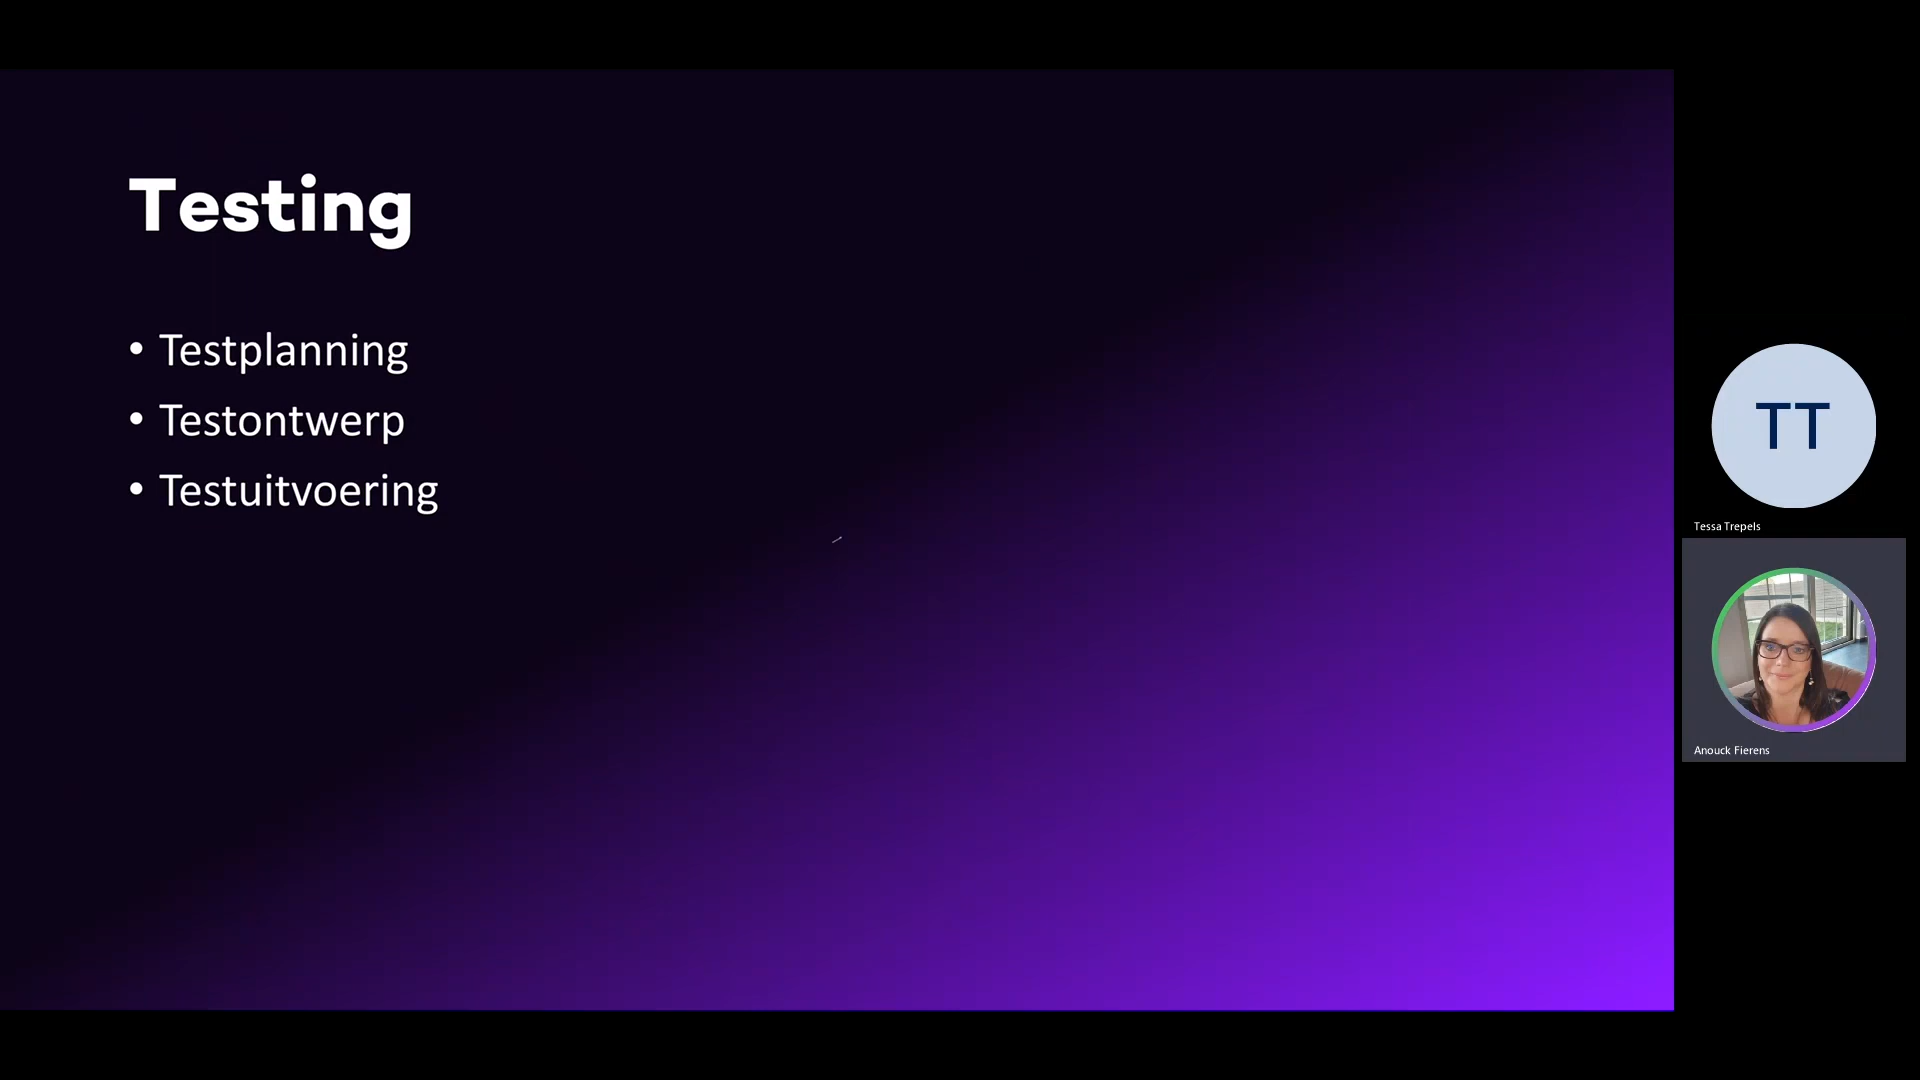 Testing
• Testplanning
• Testontwerp
• Testuitvoering
TT
Tessa Trepels
Anouck Fierens